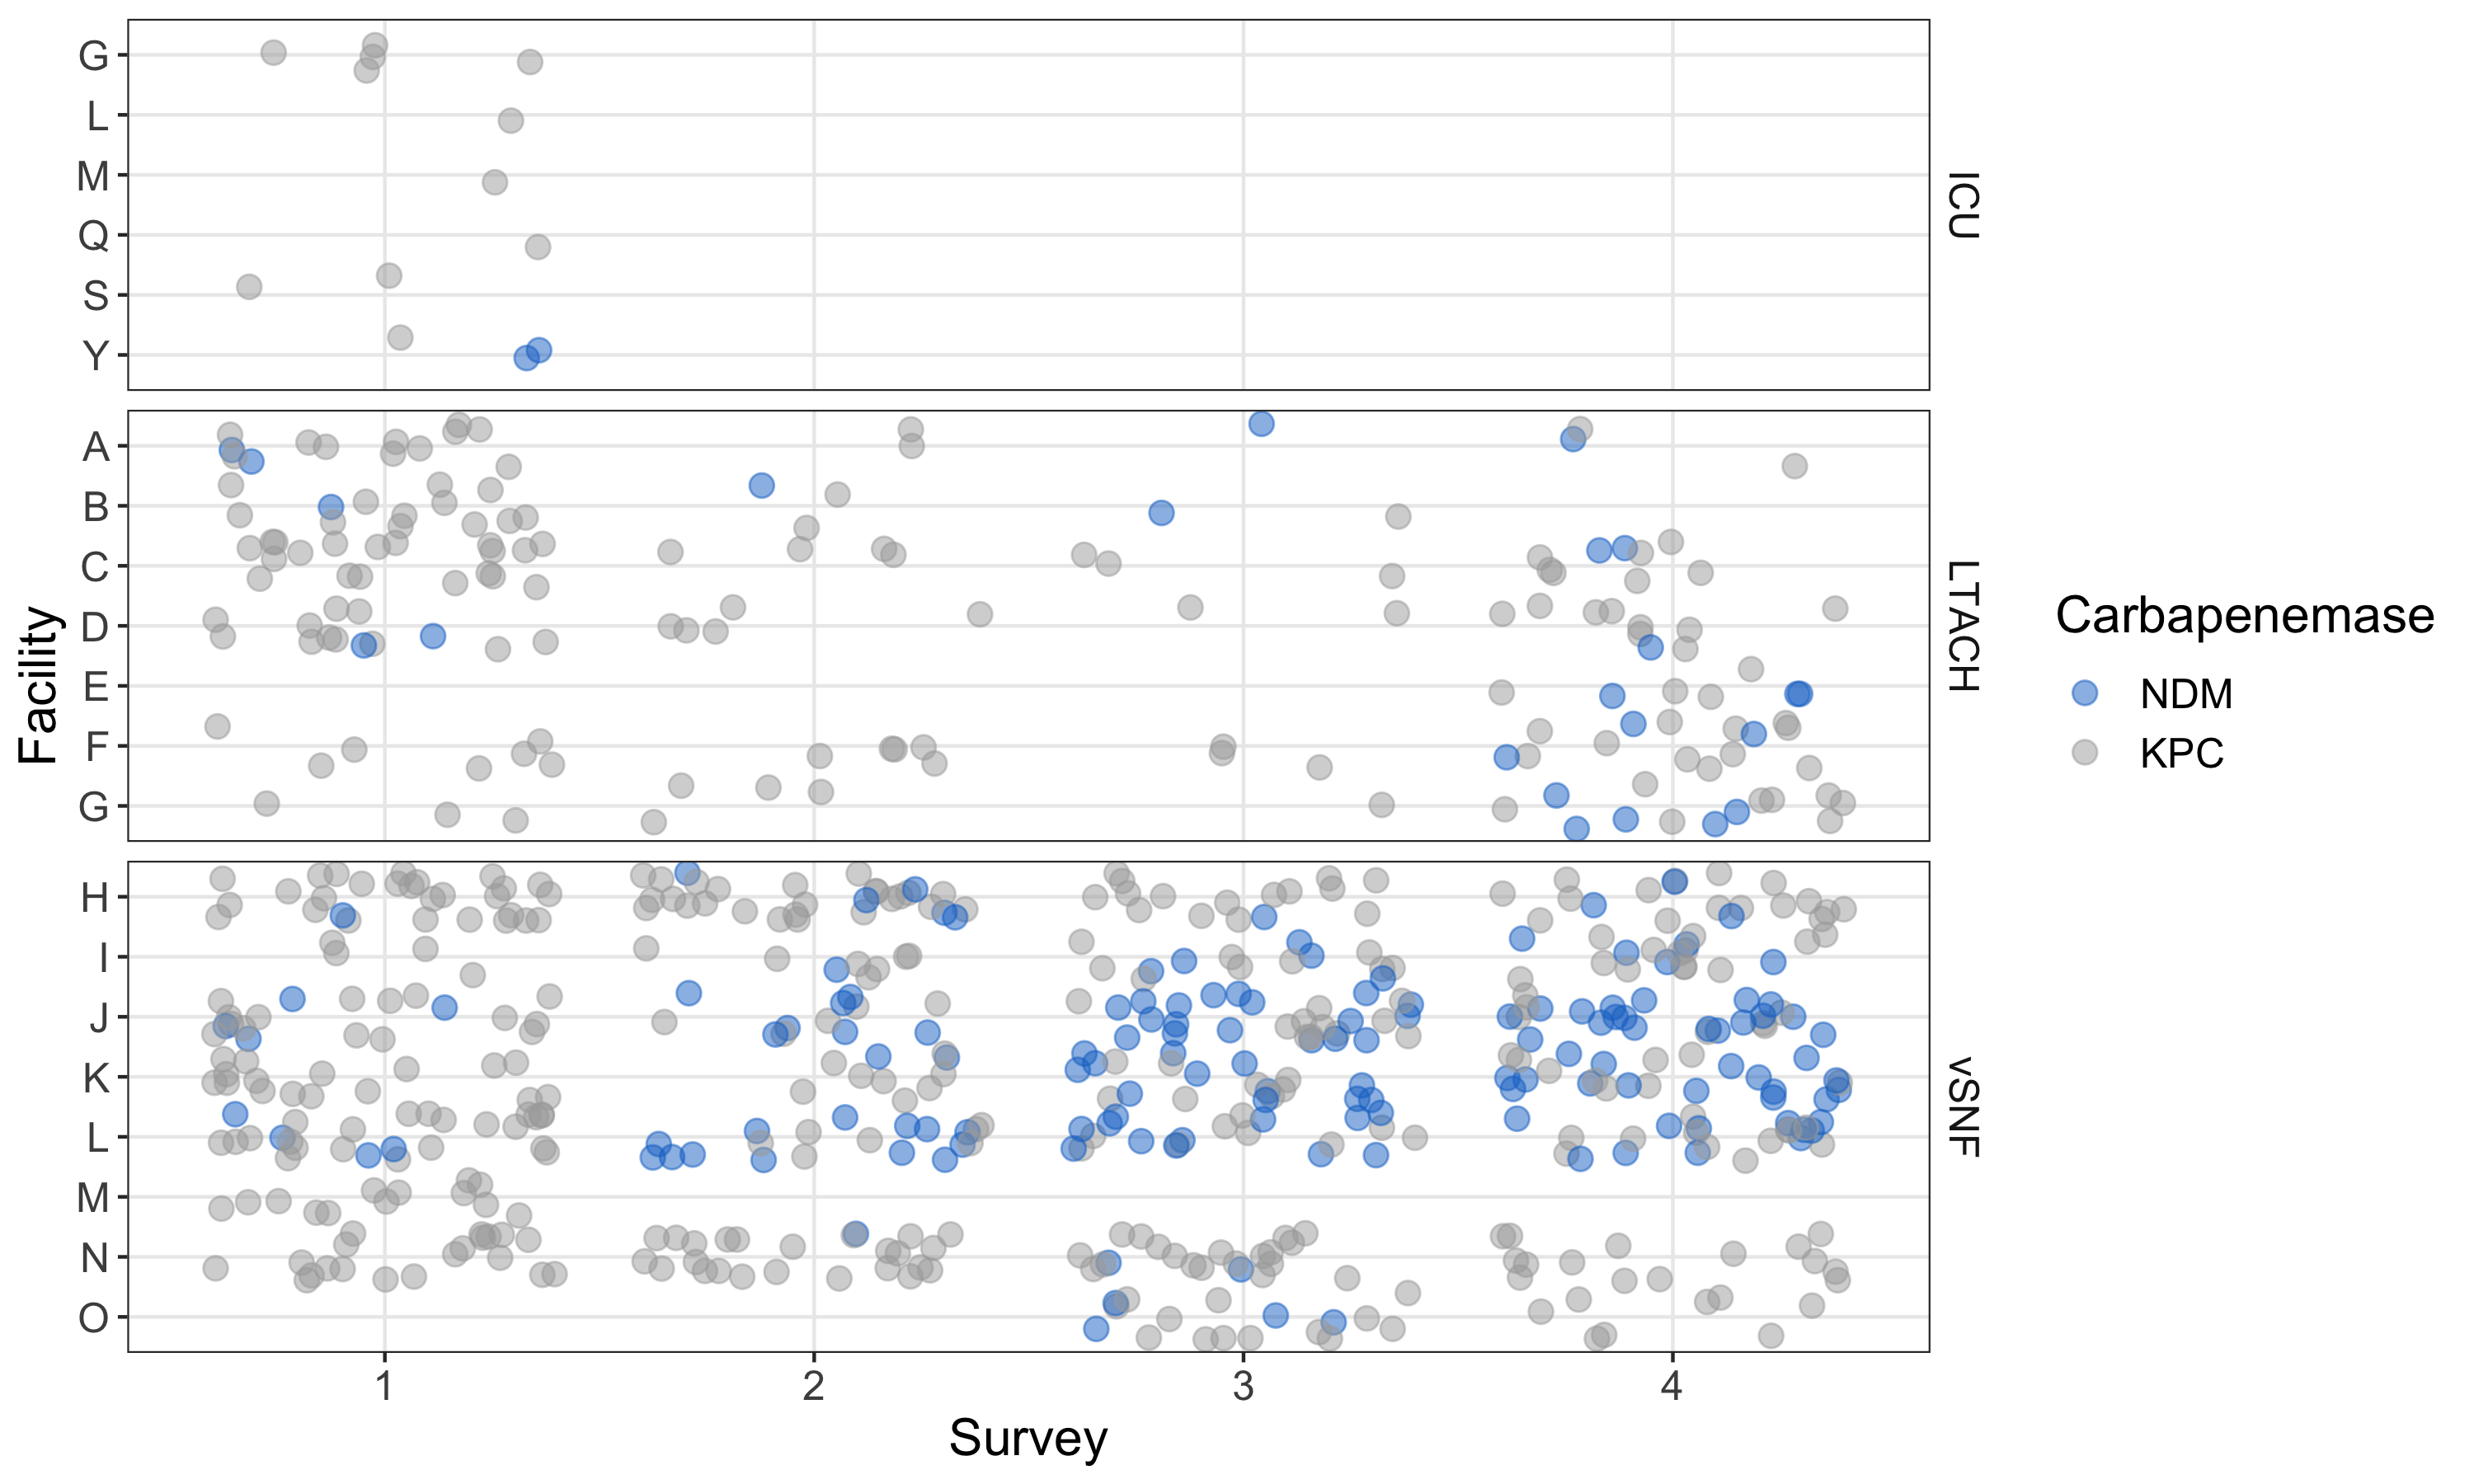 G
L
M
Q
S
Y
ICU
A
B
C
D
E
F
G
LTACH
H
I
J
K
L
M
N
O
vSNF
Facility
1
2
3
4
Survey
Carbapenemase
NDM
KPC